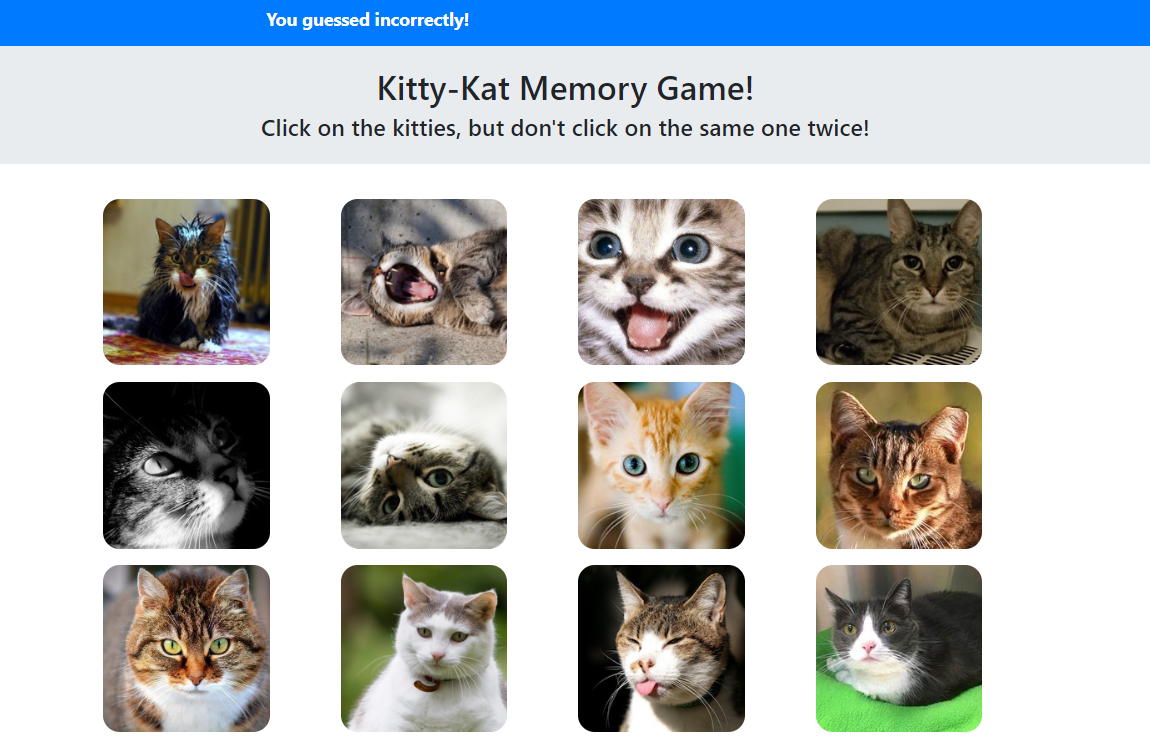 You guessed incorrectly!
Kitty-Kat Memory Game!
Click on the kitties, but don't click on the same one twice!